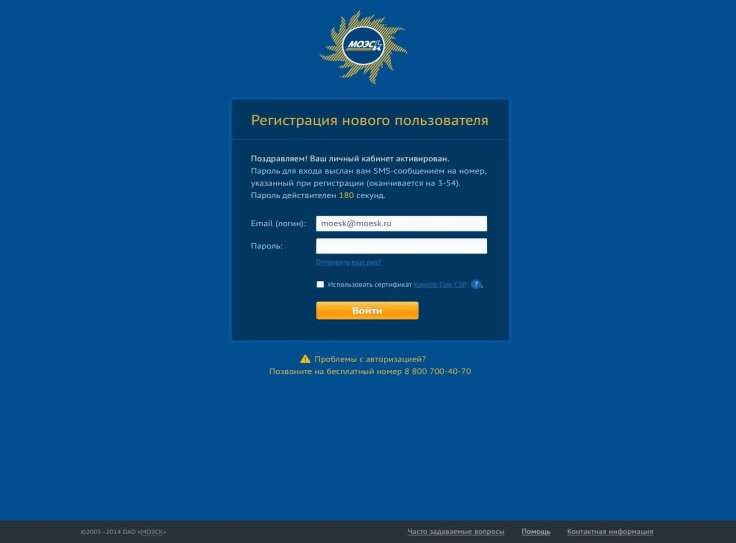 МОЭСК
Регистрация нового пользователя
Поздравляем! Ваш личный кабинет активирован.
Пароль для входа выслан вам SMS-сообщением на номер,
указанный при регистрации (оканчивается на 3-54).
Пароль действителен 180 секунд.
Email (логин): moesk@moesk.ru
Пароль:
Отправить еще раз?
Использовать сертификат Крипто Про CSP ?
Войти
Проблемы с авторизацией?
Позвоните на бесплатный номер 8 800 700-40-70
©2005–2014 ОАО «МОЭСК» Часто задаваемые вопросы Помощь Контактная информация